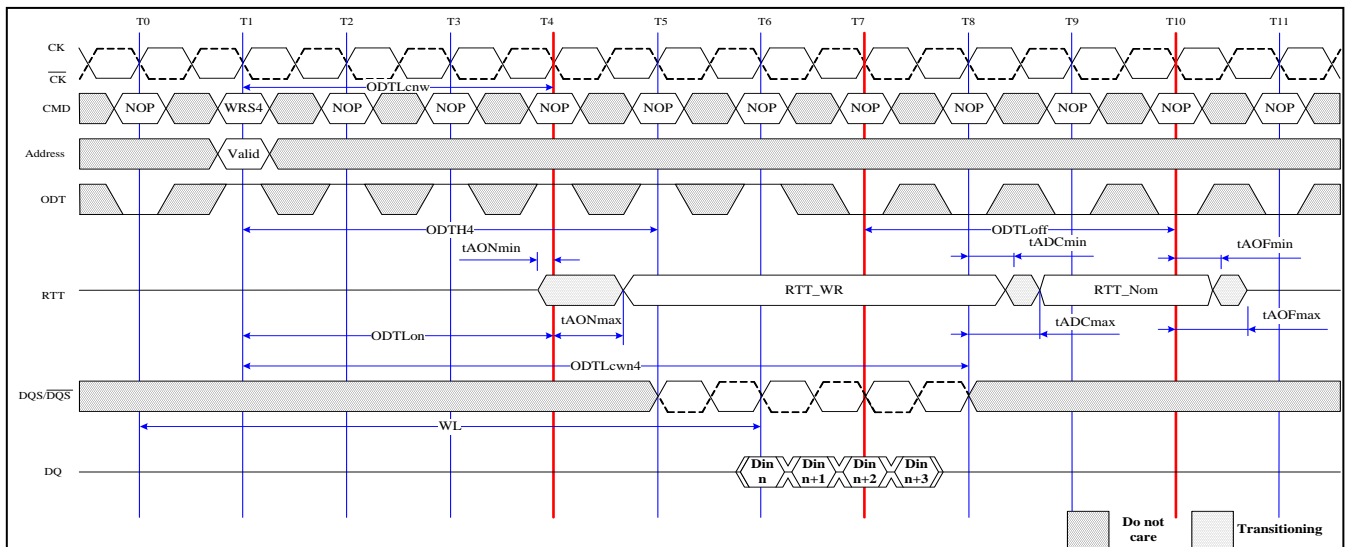 T0 T1 T2 T3 T4 T5 T6 T7 T8 T9 T10 T11
CK
CK
ODTLcnw
CMD NOP WRS4 NOP NOP NOP NOP NOP NOP NOP NOP NOP NOP
Address Valid
ODT
ODTH4 ODTLoff
tADCmin
tAONmin tAOFmin
RTT RTT_WR RTT_Nom
tAONmax tADCmax tAOFmax
ODTLon
ODTLcwn4
DQS/DQS
WL
DQ Din n Din n+1 Din n+2 Din n+3
Do not care Transitioning